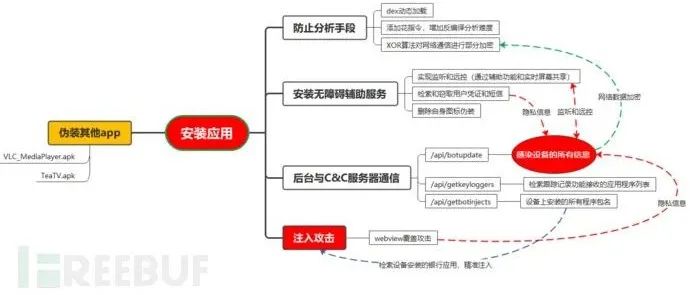 防止分析手段
dex动态加载
添加花指令，增加反编译分析难度
XOR算法对网络通信进行部分加密
安装无障碍辅助服务
实现监听和远控（通过辅助功能和实时屏幕共享）
检索和窃取用户凭证和短信
删除自身图标伪装
网络数据加密
隐私信息
监听和远控
伪装其他app
VLC_MediaPlayer.apk
TeaTV.apk
安装应用
感染设备的所有信息
后台与C&C服务器通信
/api/botupdate
/api/getkeyloggers
检索跟踪记录功能接收的应用程序列表
/api/getbotinjects
设备上安装的所有程序包名
隐私信息
注入攻击
webview覆盖攻击
检索设备安装的银行应用，精准注入
FREEBUF